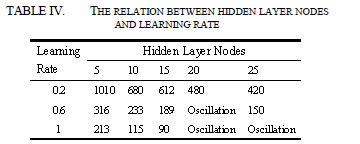 TABLE IV. THE RELATION BETWEEN HIDDEN LAYER NODES
AND LEARNING RATE
Learning Hidden Layer Nodes
Rate 5 10 15 20 25
0.2 1010 680 612 480 420
0.6 316 233 189 Oscillation 150
1 213 115 90 Oscillation Oscillation